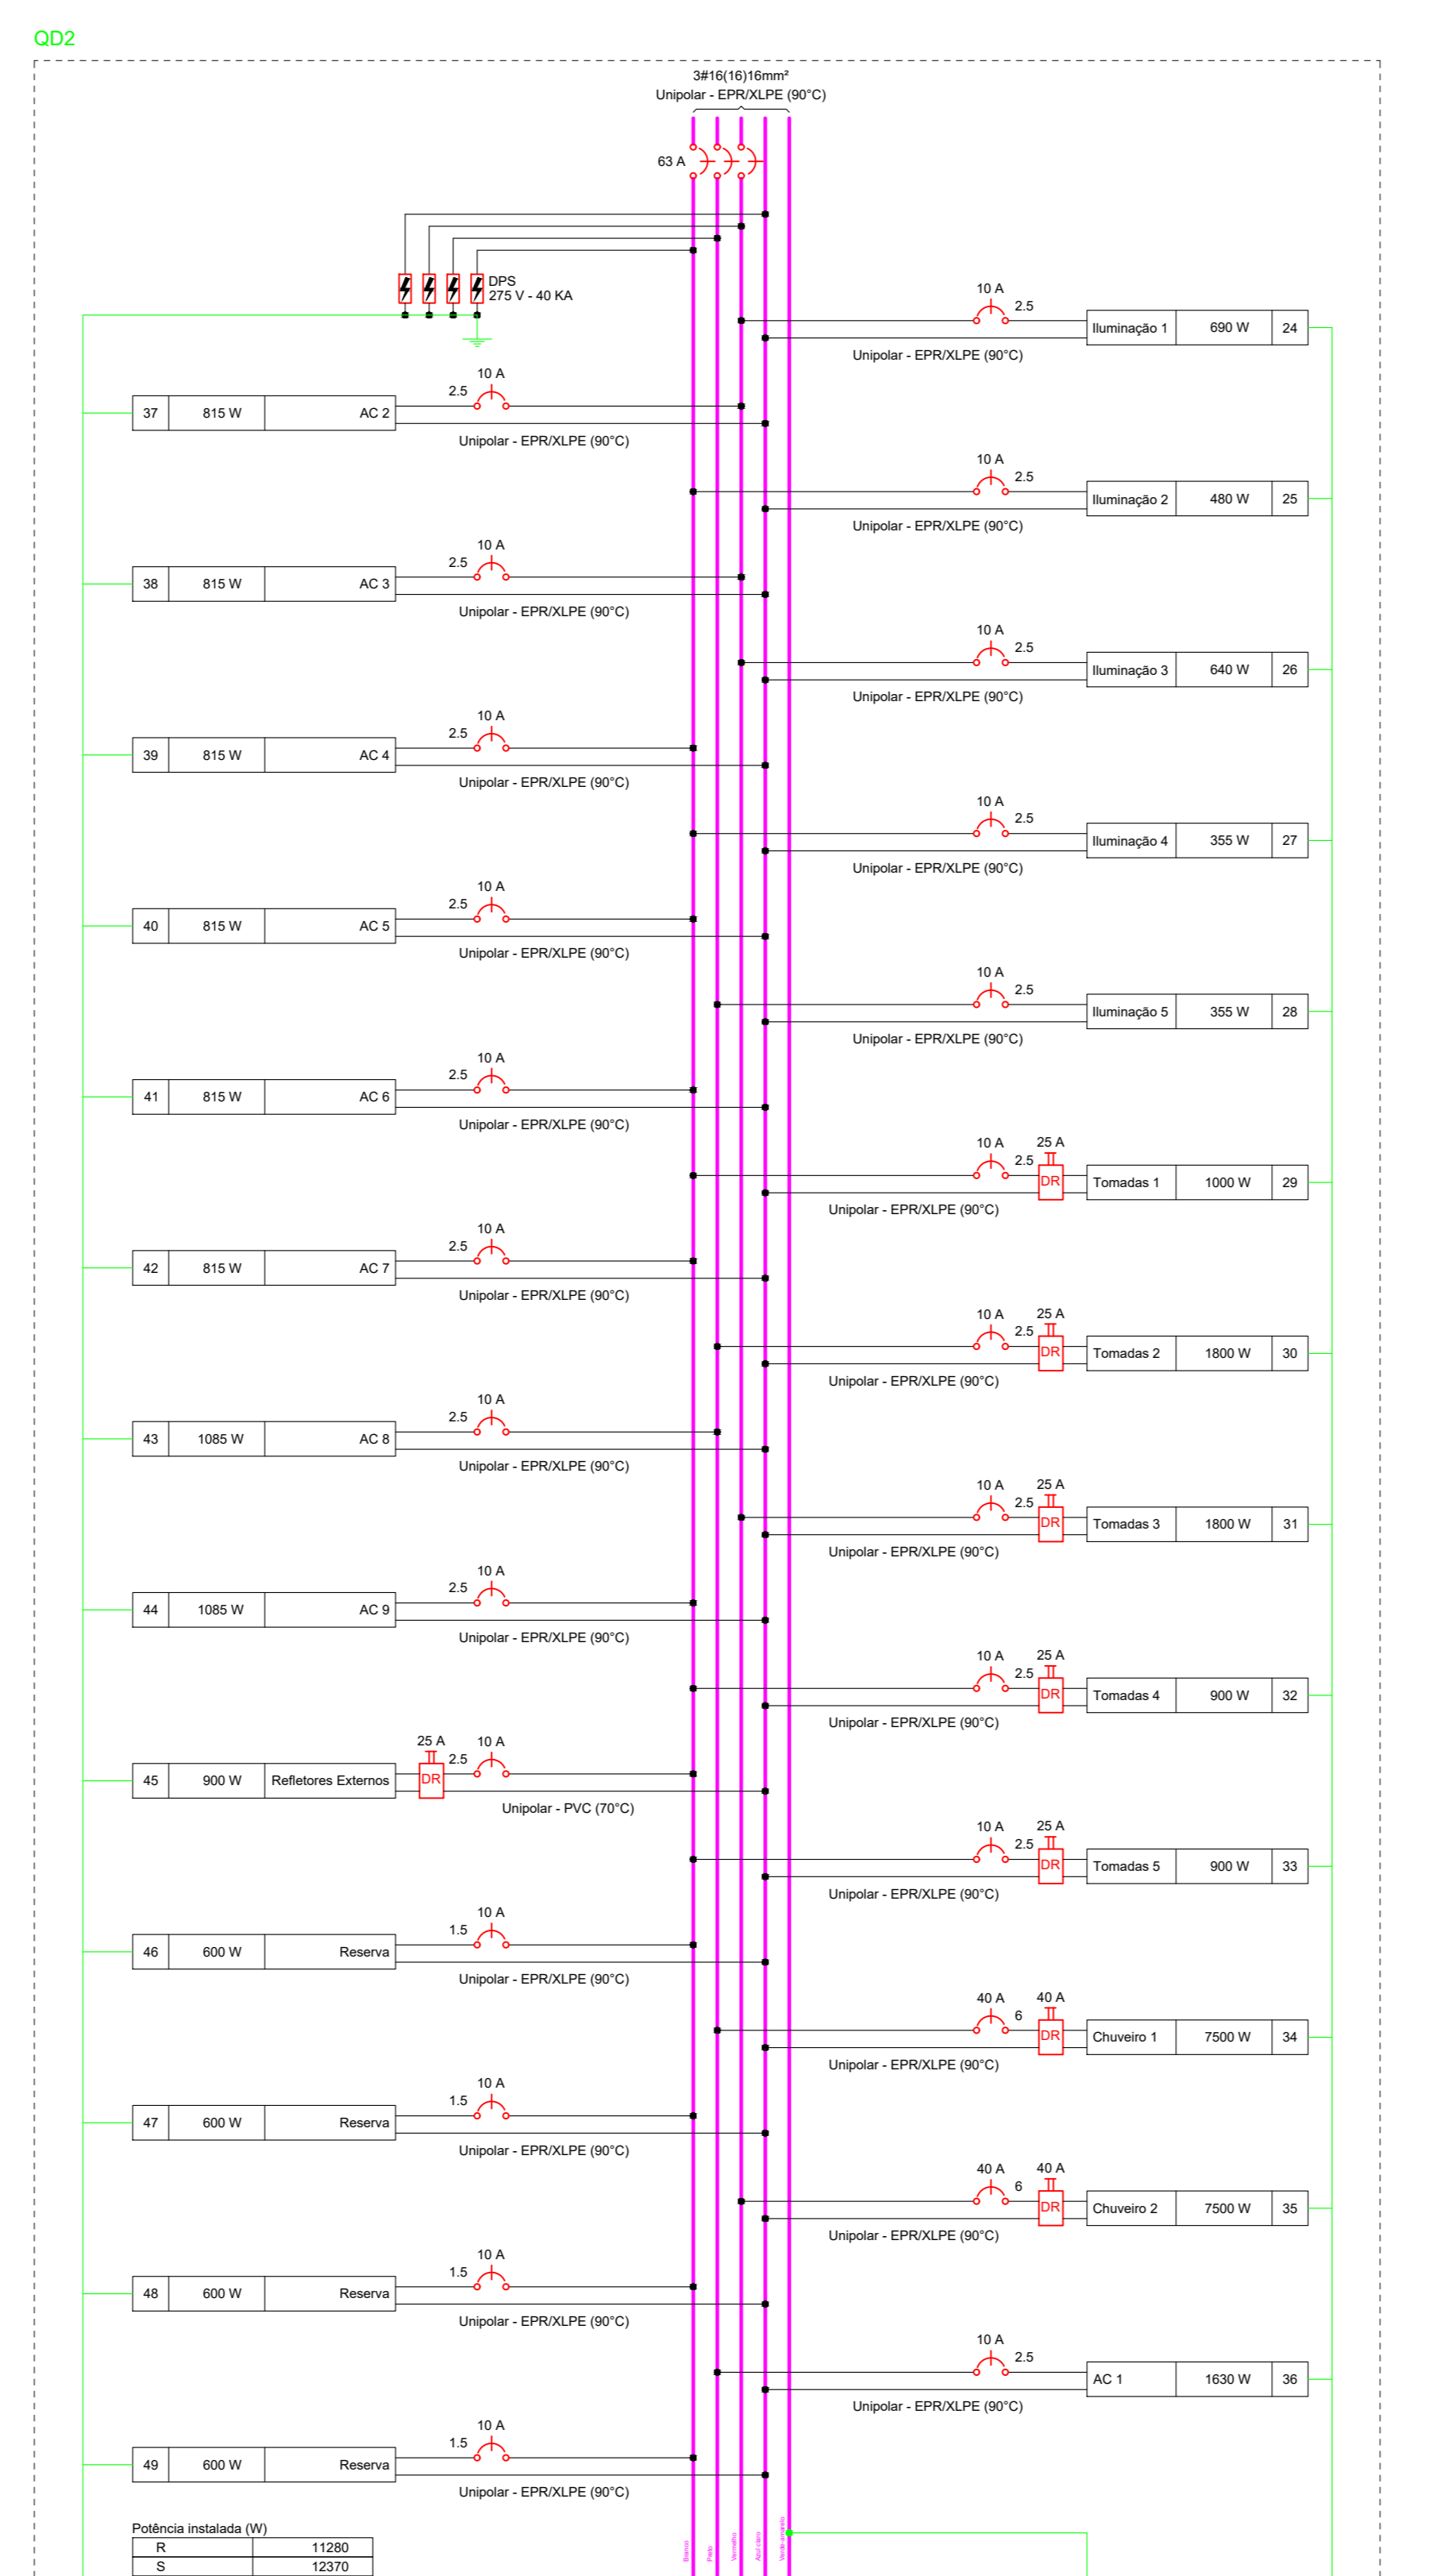 QD2
3#16(16)16mm²
Unipolar - EPR/XLPE (90°C)
63 A
DPS
275 V - 40 KA
10 A
2.5
Iluminação 1 690 W 24
Unipolar - EPR/XLPE (90°C)
10 A
2.5
37 815 W AC 2
Unipolar - EPR/XLPE (90°C)
10 A
2.5
Iluminação 2 480 W 25
Unipolar - EPR/XLPE (90°C)
10 A
2.5
38 815 W AC 3
Unipolar - EPR/XLPE (90°C)
10 A
2.5
Iluminação 3 640 W 26
Unipolar - EPR/XLPE (90°C)
10 A
2.5
39 815 W AC 4
Unipolar - EPR/XLPE (90°C)
10 A
2.5
Iluminação 4 355 W 27
Unipolar - EPR/XLPE (90°C)
10 A
2.5
40 815 W AC 5
Unipolar - EPR/XLPE (90°C)
10 A
2.5
Iluminação 5 355 W 28
Unipolar - EPR/XLPE (90°C)
10 A
2.5
41 815 W AC 6
Unipolar - EPR/XLPE (90°C)
10 A 25 A
2.5
DR Tomadas 1 1000 W 29
Unipolar - EPR/XLPE (90°C)
10 A
2.5
42 815 W AC 7
Unipolar - EPR/XLPE (90°C)
10 A 25 A
2.5
DR Tomadas 2 1800 W 30
Unipolar - EPR/XLPE (90°C)
10 A
2.5
43 1085 W AC 8
Unipolar - EPR/XLPE (90°C)
10 A 25 A
2.5
DR Tomadas 3 1800 W 31
Unipolar - EPR/XLPE (90°C)
10 A
2.5
44 1085 W AC 9
Unipolar - EPR/XLPE (90°C)
10 A 25 A
2.5
DR Tomadas 4 900 W 32
Unipolar - EPR/XLPE (90°C)
25 A 10 A
2.5
45 900 W Refletores Externos DR
Unipolar - PVC (70°C)
10 A 25 A
2.5
DR Tomadas 5 900 W 33
Unipolar - EPR/XLPE (90°C)
10 A
1.5
46 600 W Reserva
Unipolar - EPR/XLPE (90°C)
40 A 40 A
6
DR Chuveiro 1 7500 W 34
Unipolar - EPR/XLPE (90°C)
10 A
1.5
47 600 W Reserva
Unipolar - EPR/XLPE (90°C)
40 A 40 A
6
DR Chuveiro 2 7500 W 35
Unipolar - EPR/XLPE (90°C)
10 A
1.5
48 600 W Reserva
Unipolar - EPR/XLPE (90°C)
10 A
2.5
AC 1 1630 W 36
Unipolar - EPR/XLPE (90°C)
10 A
1.5
49 600 W Reserva
Unipolar - EPR/XLPE (90°C)
Branco
Preto
Vermelho
Azul claro
Verde-amarelo
Potência instalada (W)
R 11280
S 12370